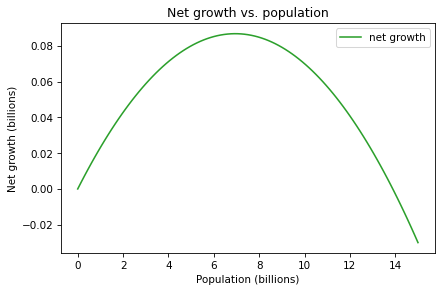 Net growth vs. population
net growth
Net growth (billions)
0.08
0.06
0.04
0.02
0.00
−0.02
0 2 4 6 8 10 12 14
Population (billions)